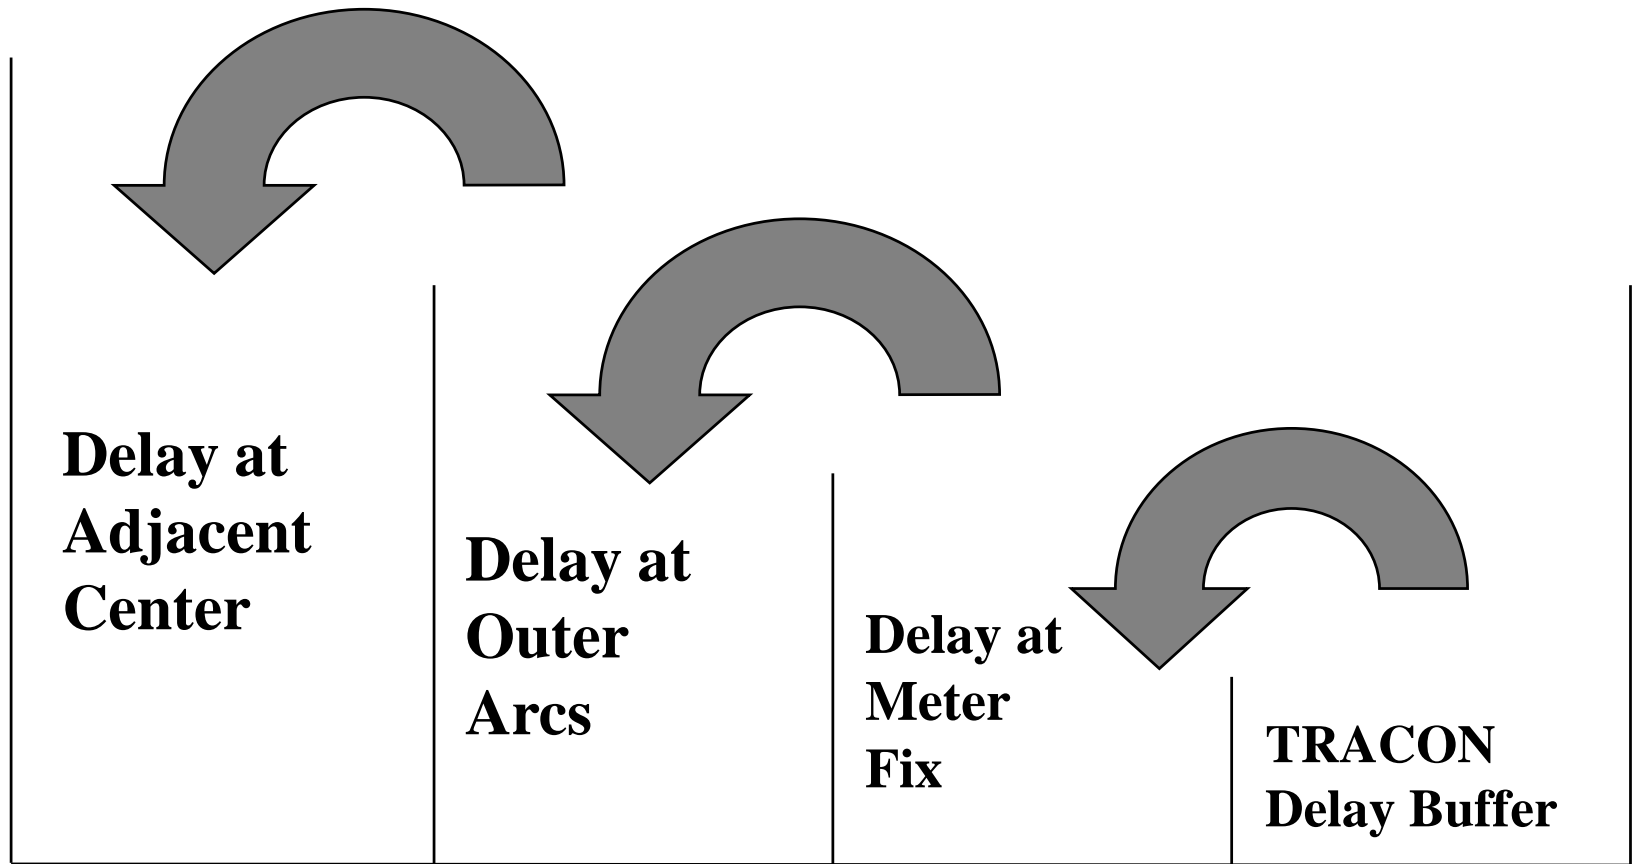 Delay at
Adjacent
Center
Delay at
Outer
Arcs
Delay at
Meter
Fix
TRACON
Delay Buffer